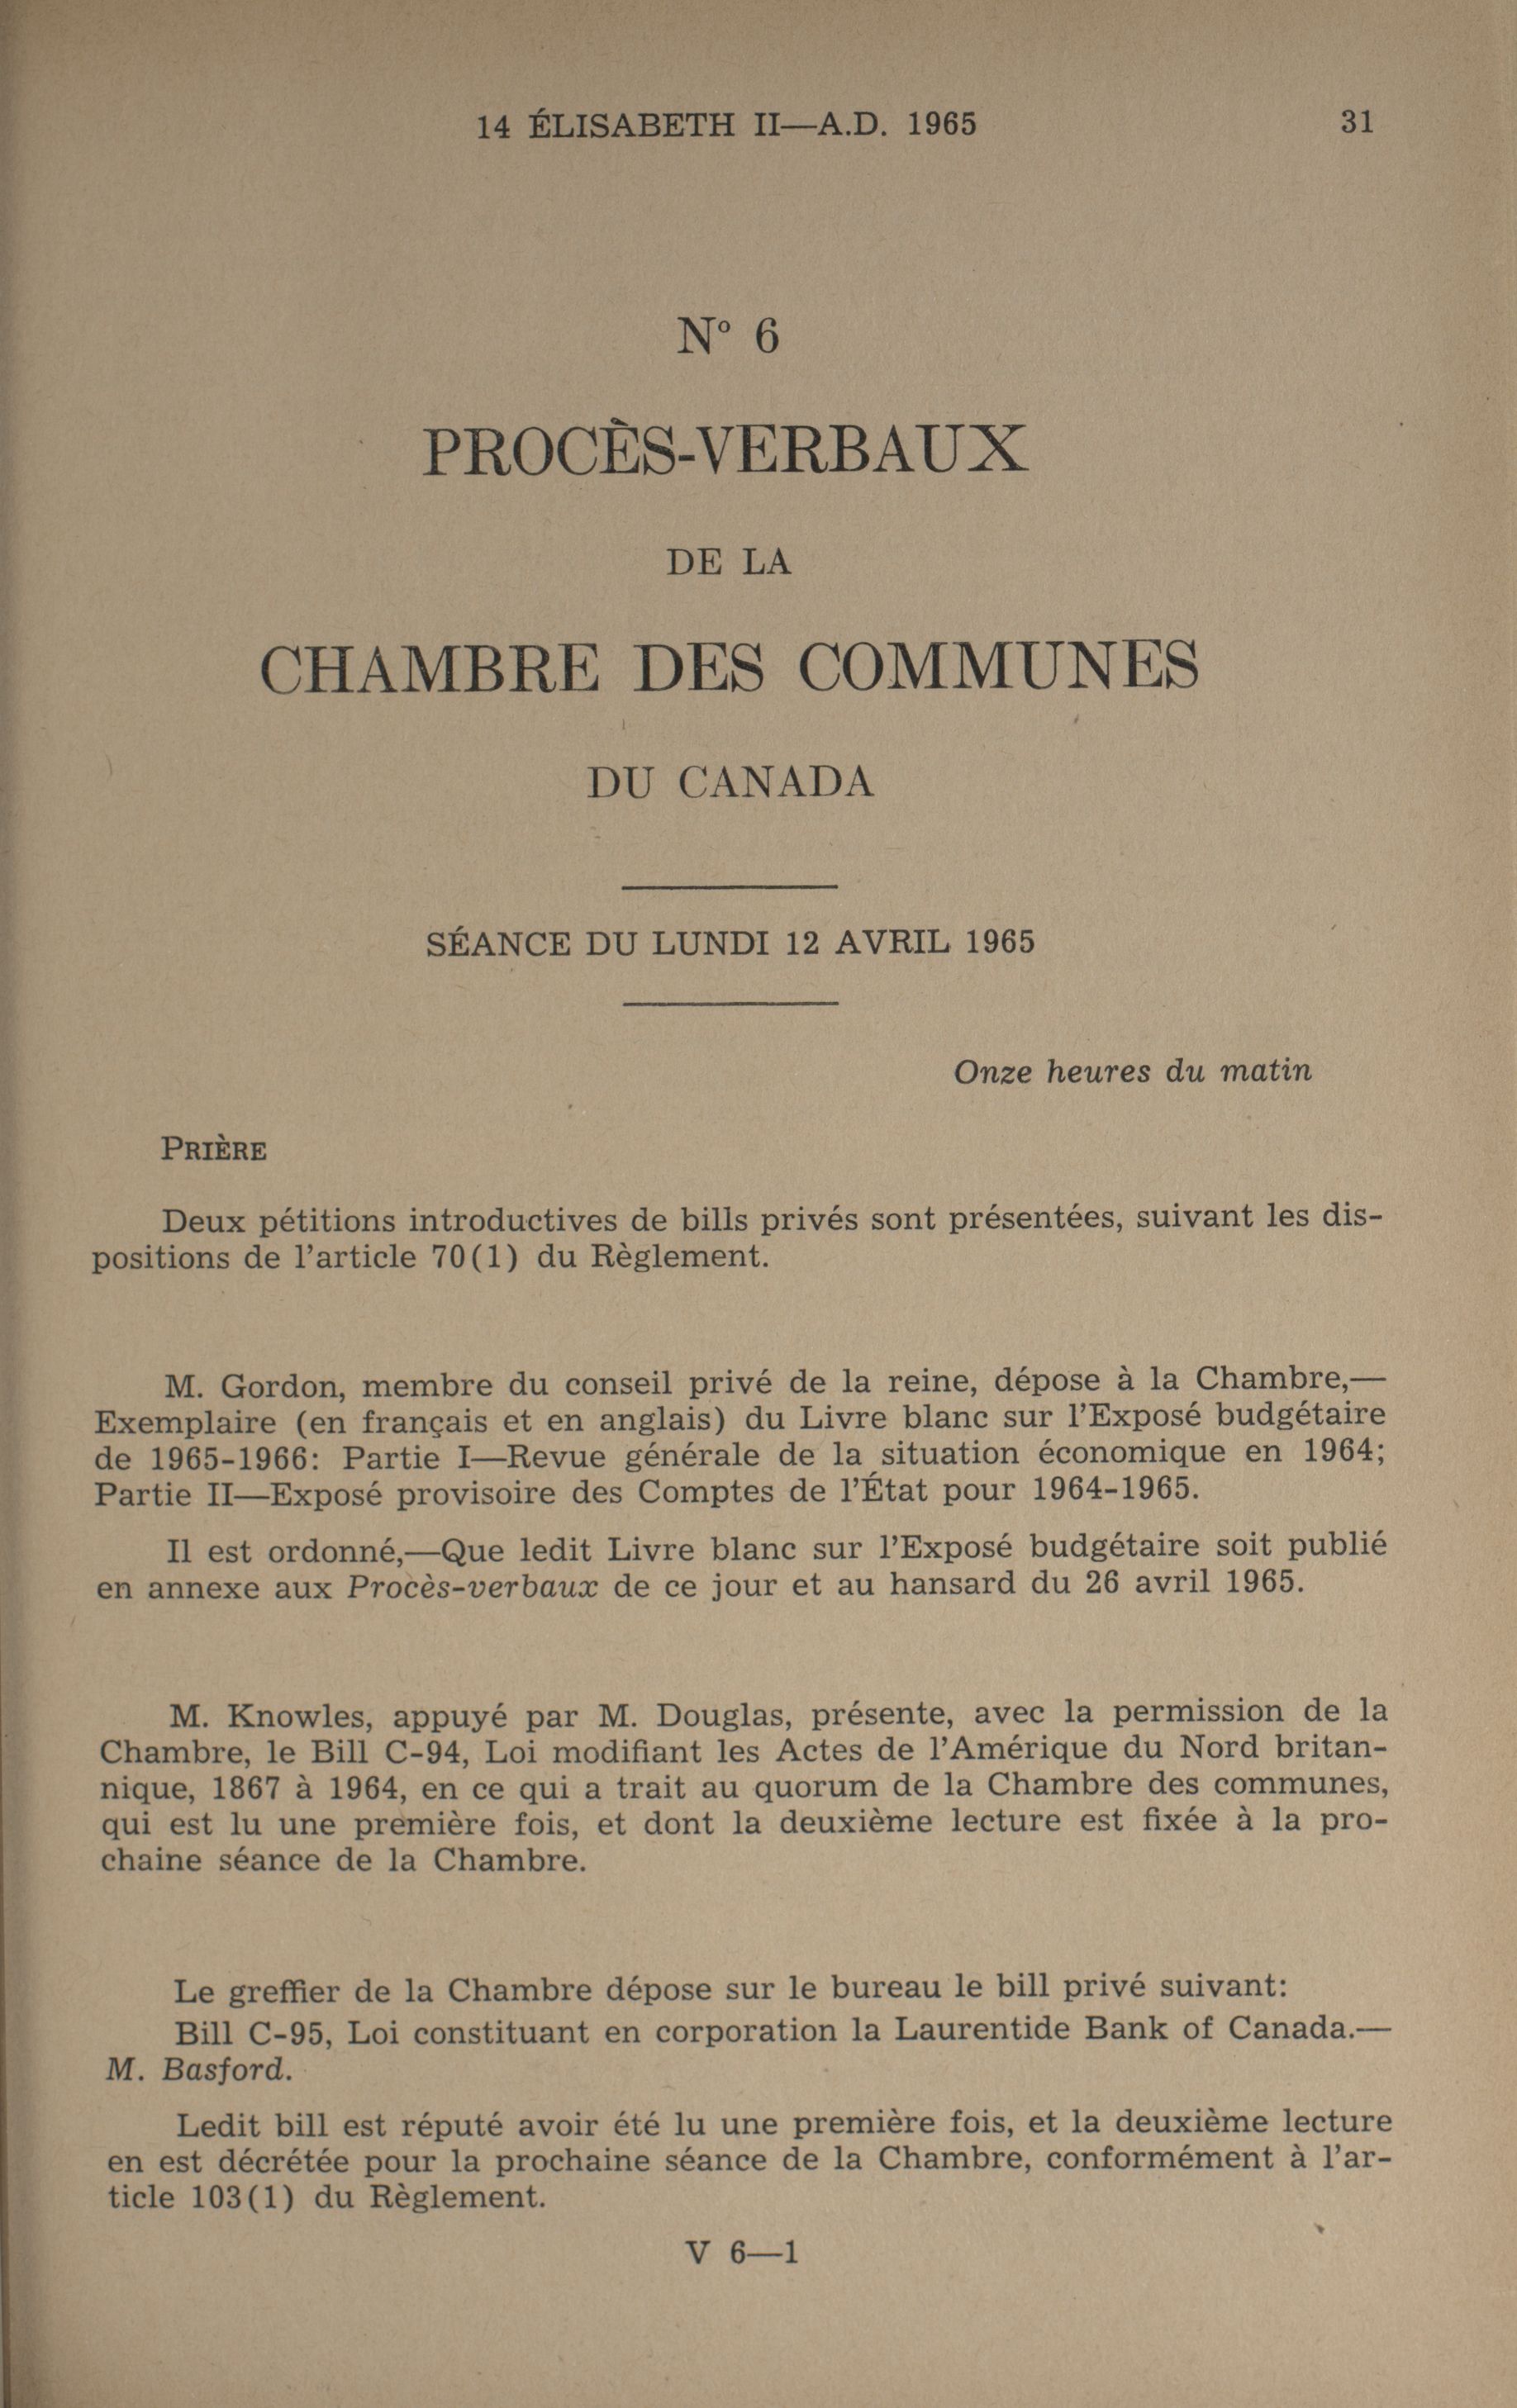 14 ÉLISABETH II—A.D. 1965 31
N° 6
PROCÈS-VERBAUX
DE LA
CHAMBRE DES COMMUNES
DU CANADA
SÉANCE DU LUNDI 12 AVRIL 1965
Onze heures du matin
PRIÈRE
Deux pétitions introductives de bills privés sont présentées, suivant les dis-
positions de l'article 70(1) du Règlement.
M. Gordon, membre du conseil privé de la reine, dépose à la Chambre,—
Exemplaire (en français et en anglais) du Livre blanc sur l'Exposé budgétaire
de 1965-1966: Partie I—Revue générale de la situation économique en 1964;
Partie II—Exposé provisoire des Comptes de l'État pour 1964-1965.
Il est ordonné,—Que ledit Livre blanc sur l'Exposé budgétaire soit publié
en annexe aux Procès-verbaux de ce jour et au hansard du 26 avril 1965.
M. Knowles, appuyé par M. Douglas, présente, avec la permission de la
Chambre, le Bill C-94, Loi modifiant les Actes de l'Amérique du Nord britan-
nique, 1867 à 1964, en ce qui a trait au quorum de la Chambre des communes,
qui est lu une première fois, et dont la deuxième lecture est fixée à la pro-
chaine séance de la Chambre.
Le greffier de la Chambre dépose sur le bureau le bill privé suivant:
Bill C-95, Loi constituant en corporation la Laurentide Bank of Canada.—
M. Basford.
Ledit bill est réputé avoir été lu une première fois, et la deuxième lecture
en est décrétée pour la prochaine séance de la Chambre, conformément à l'ar-
ticle 103(1) du Règlement.
V 6—1